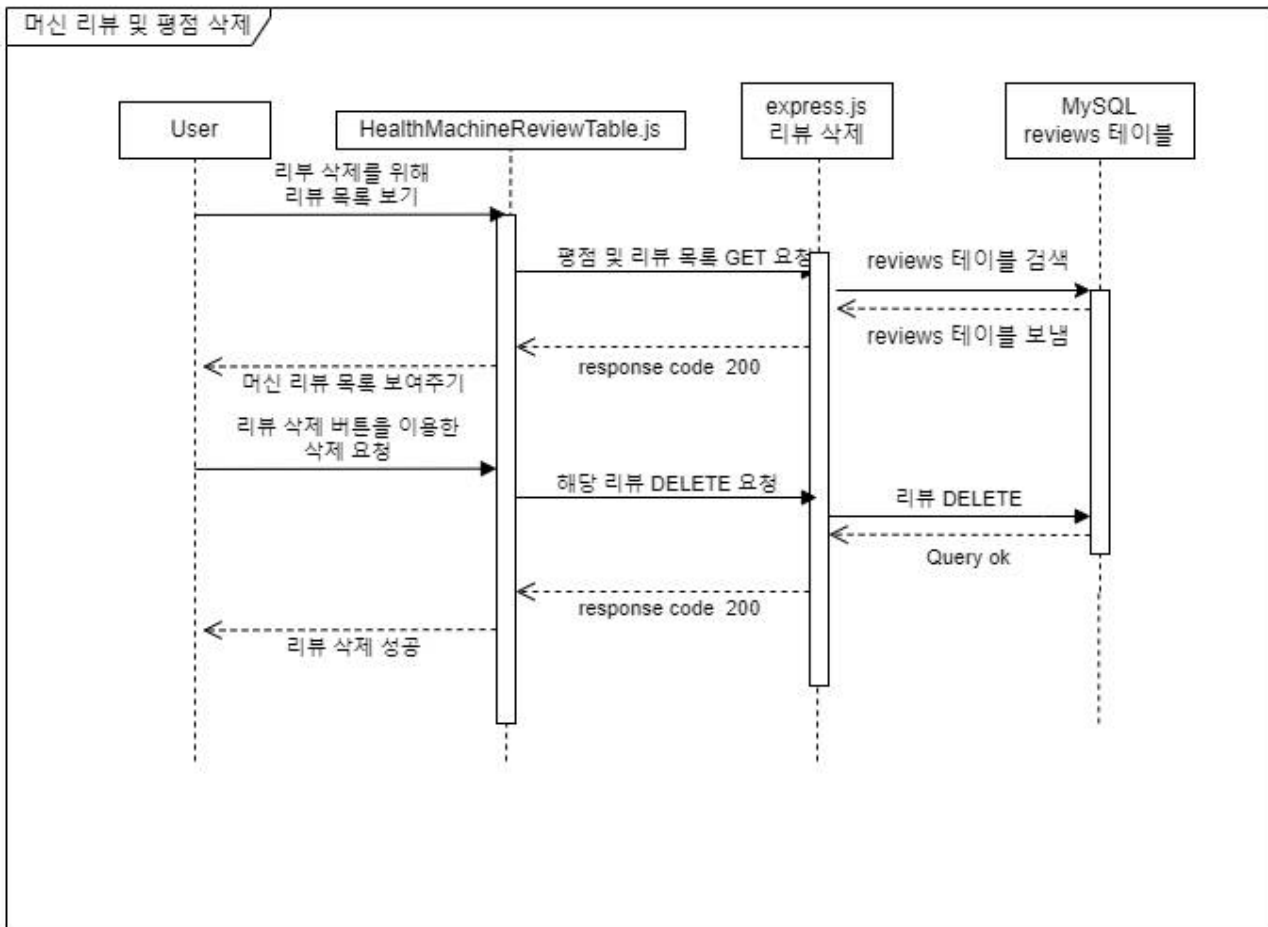 머신 리뷰 및 평점 삭제
User
HealthMachineReviewTable.js
express.js
리뷰 삭제
MySQL
reviews 테이블
리부 삭제를 위해
리뷰 목록 보기
평점 및 리뷰 목록 GET 요청
reviews 테이블 검색
reviews 테이블 보냄
response code 200
머신 리뷰 목록 보여주기
리뷰 삭제 버튼을 이용한
삭제 요청
해당 리뷰 DELETE 요청
리뷰 DELETE
Query ok
response code 200
리뷰 삭제 성공